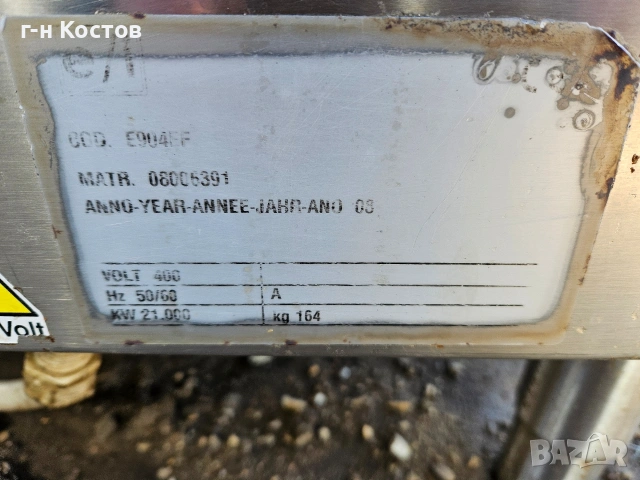 г-н Костов
COD. E904EF
MATR. 08006391
ANNO-YEAR-ANNEE-JAHR-ANO 08
VOLT 400
Hz 50/60 A
KW 21.000 kg 164
Volt
BAZAR